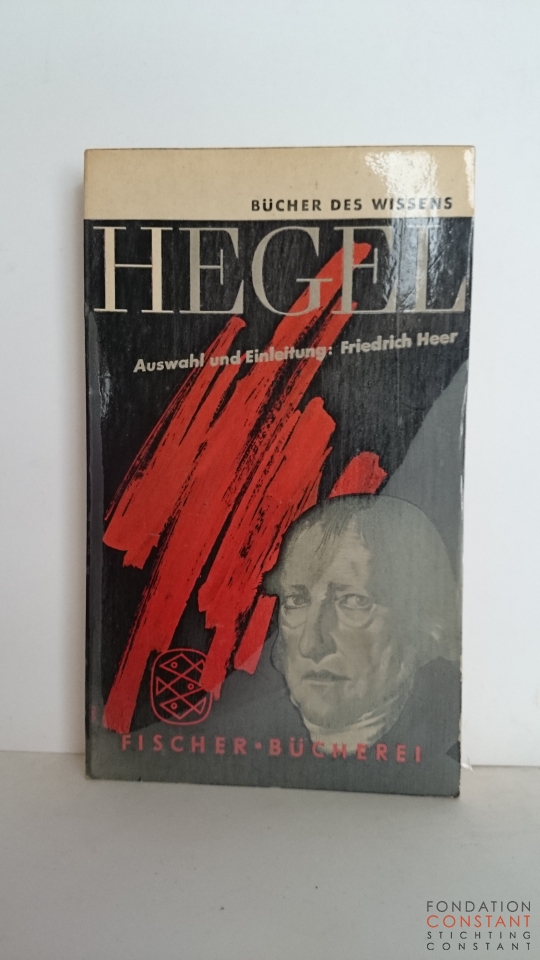 BÜCHER DES WISSENS
HEGEL
Auswahl und Einleitung: Friedrich Heer
FISCHER • BÜCHEREI
FONDATION
CONSTANT
STICHTING
CONSTANT